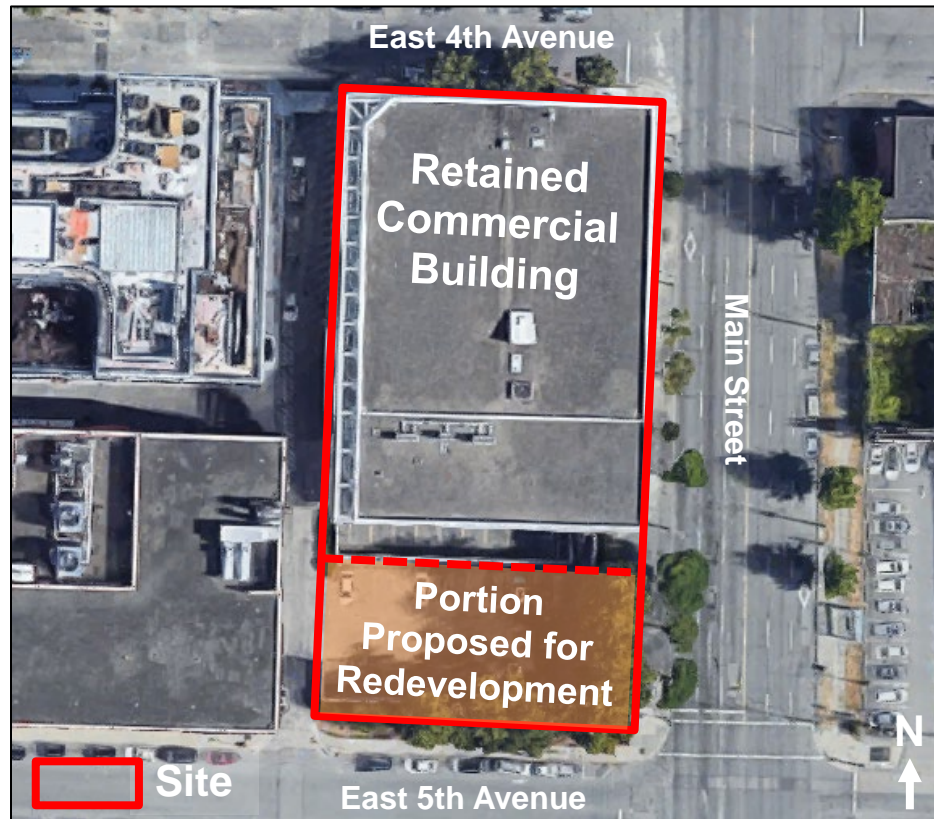 East 4th Avenue
Retained
Commercial
Building
Main Street
Portion
Proposed for
Redevelopment
N
Site
East 5th Avenue